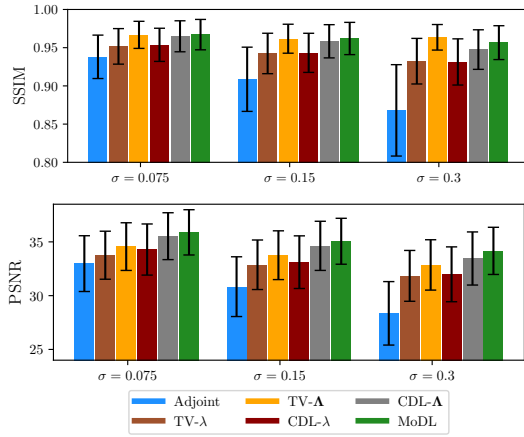 1.00
0.95
0.90
0.85
0.80
SSIM
σ = 0.075 σ = 0.15 σ = 0.3
35
30
25
PSNR
σ = 0.075 σ = 0.15 σ = 0.3
Adjoint TV-Λ CDL-Λ
TV-λ CDL-λ MoDL